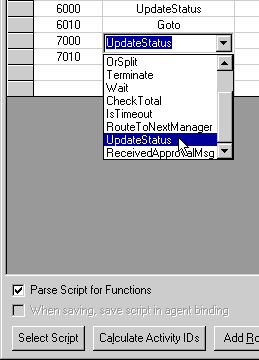 6000 UpdateStatus
6010 Goto
7000 UpdateStatus
7010
OrSplit
Terminate
Wait
CheckTotal
IsTimeout
RouteToNextManager
UpdateStatus
ReceivedApprovalMsg
Parse Script for Functions
When saving, save script in agent binding
Select Script Calculate Activity IDs Add Ro